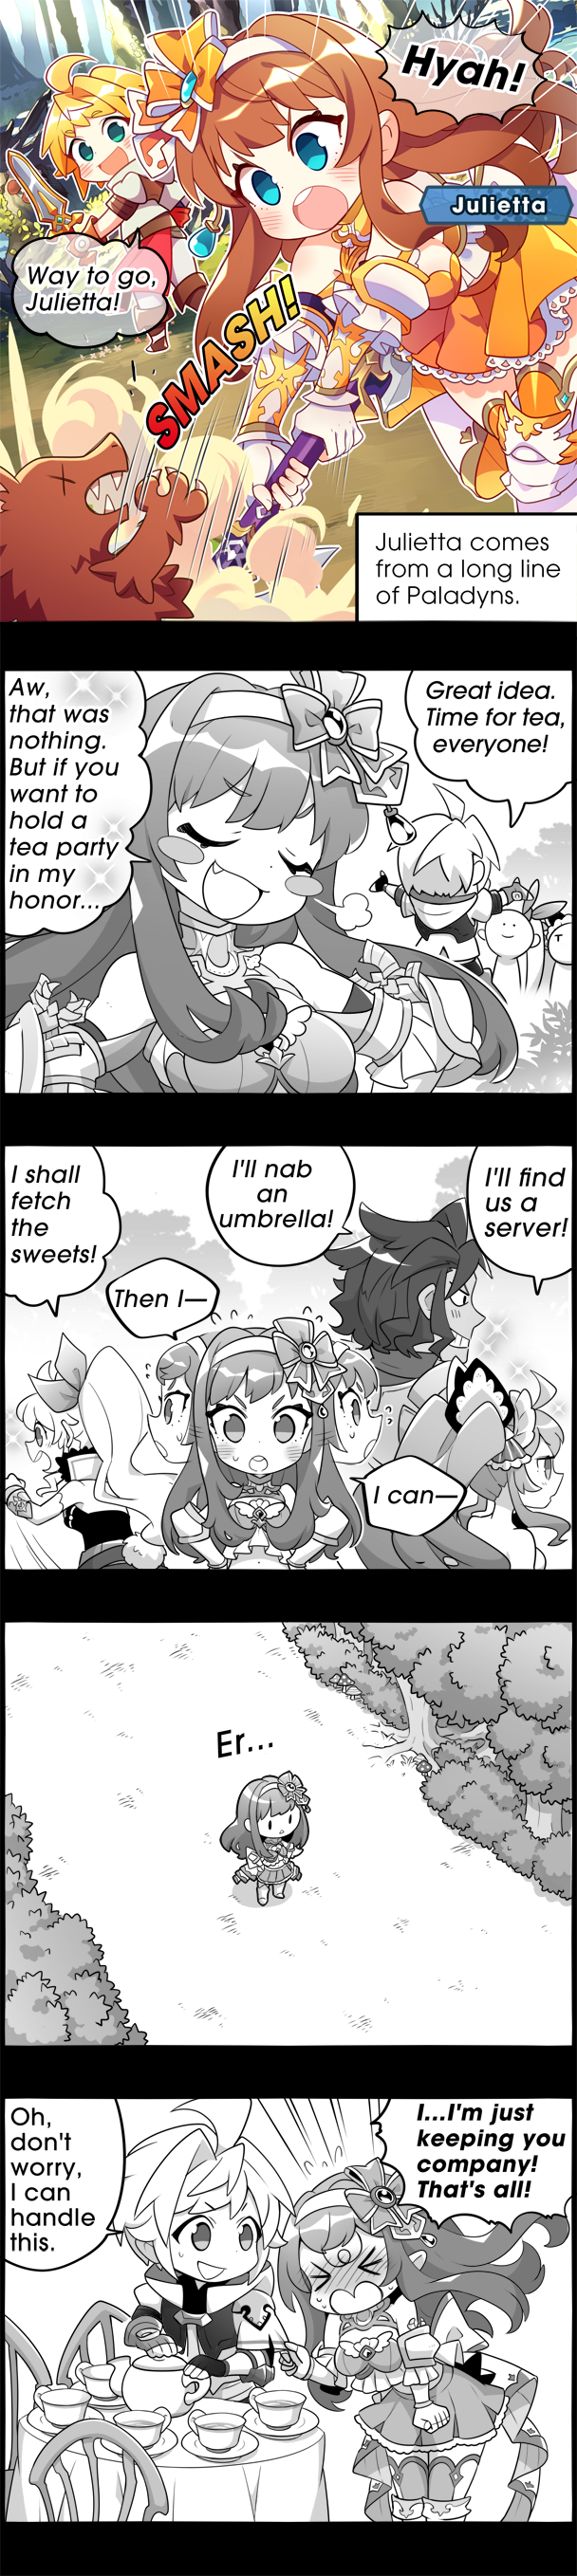 Hyah!
Julietta
Way to go,
Julietta!
SMASH!
Julietta comes
from a long line
of Paladyns.
Aw,
that was
nothing.
But if you
want to
hold a
tea party
in my
honor...
Great idea.
Time for tea,
everyone!
T
I shall
fetch
the
sweets!
I'll nab
an
umbrella!
I'll find
us a
server!
Then I—
I can—
Er...
Oh,
don't
worry,
I can
handle
this.
I...I'm just
keeping you
company!
That's all!